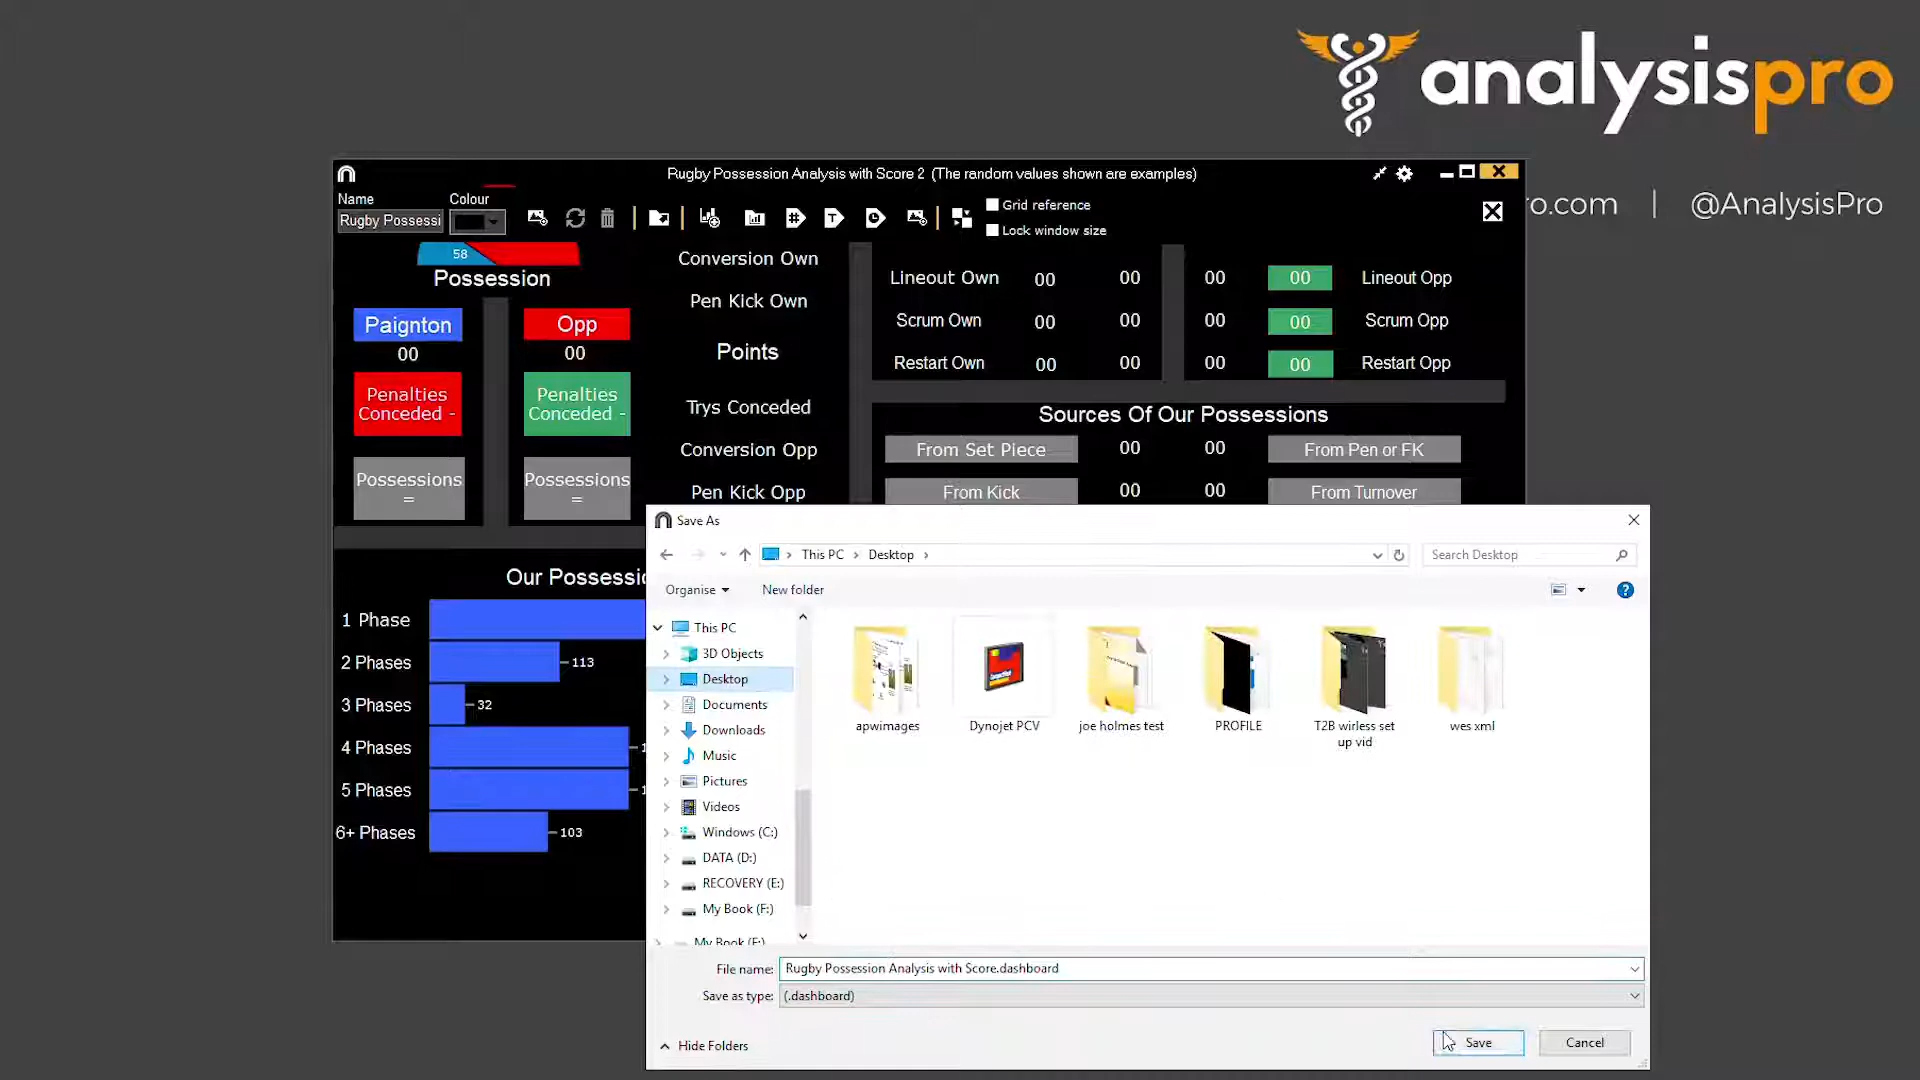 analysispro
o.com | @AnalysisPro
Rugby Possession Analysis with Score 2 (The random values shown are examples)
Name
Colour
Rugby Possessi
Grid reference
Lock window size
58
Possession
Paignton
Opp
00
00
Penalties
Conceded -
Penalties
Conceded -
Possessions
=
Possessions
=
Conversion Own
Pen Kick Own
Points
Trys Conceded
Conversion Opp
Pen Kick Opp
Lineout Own 00 00 00 00 Lineout Opp
Scrum Own 00 00 00 00 Scrum Opp
Restart Own 00 00 00 00 Restart Opp
Sources Of Our Possessions
From Set Piece 00 00 From Pen or FK
From Kick 00 00 From Turnover
Our Possessi
1 Phase
2 Phases 113
3 Phases 32
4 Phases
5 Phases
6+ Phases 103
Save As
This PC > Desktop >
Search Desktop
Organise
New folder
This PC
3D Objects
Desktop
Documents
Downloads
Music
Pictures
Videos
Windows (C:)
DATA (D:)
RECOVERY (E:)
My Book (F:)
My Book (F:)
apwimages
Dynojet PCV
joe holmes test
PROFILE
T2B wirless set
up vid
wes xml
File name: Rugby Possession Analysis with Score.dashboard
Save as type: (.dashboard)
Hide Folders
Save
Cancel